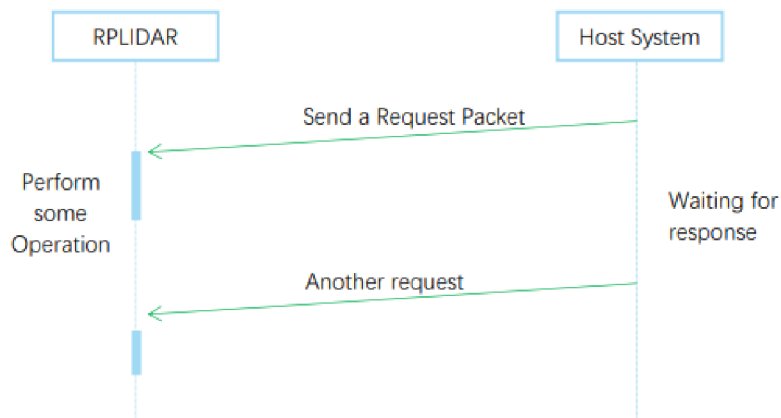 RPLIDAR
Host System
Send a Request Packet
Perform
some
Operation
Waiting for
response
Another request